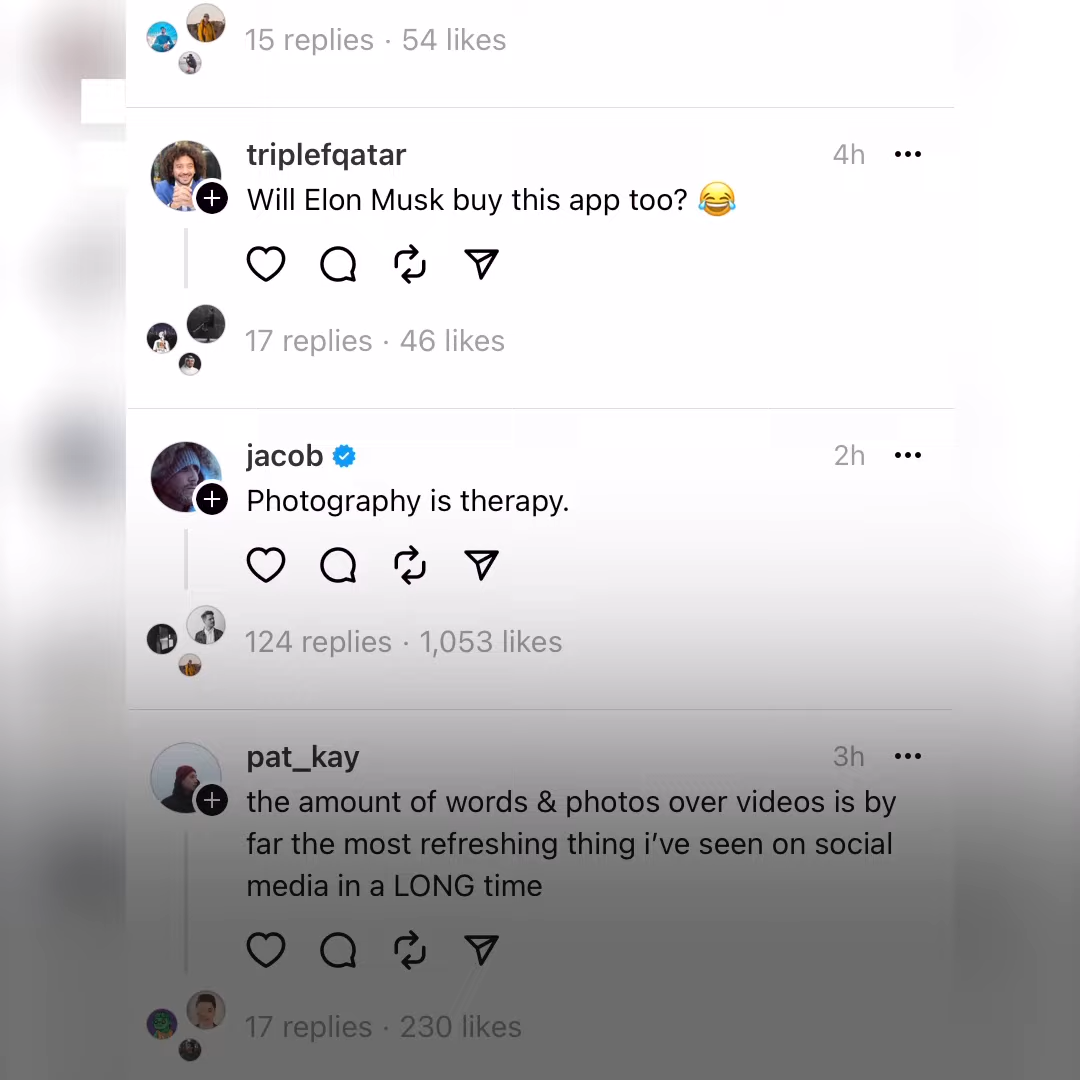 15 replies · 54 likes
triplefqatar
4h
Will Elon Musk buy this app too? 😂
17 replies · 46 likes
jacob
2h
Photography is therapy.
124 replies · 1,053 likes
pat_kay
3h
the amount of words & photos over videos is by
far the most refreshing thing i’ve seen on social
media in a LONG time
17 replies · 230 likes